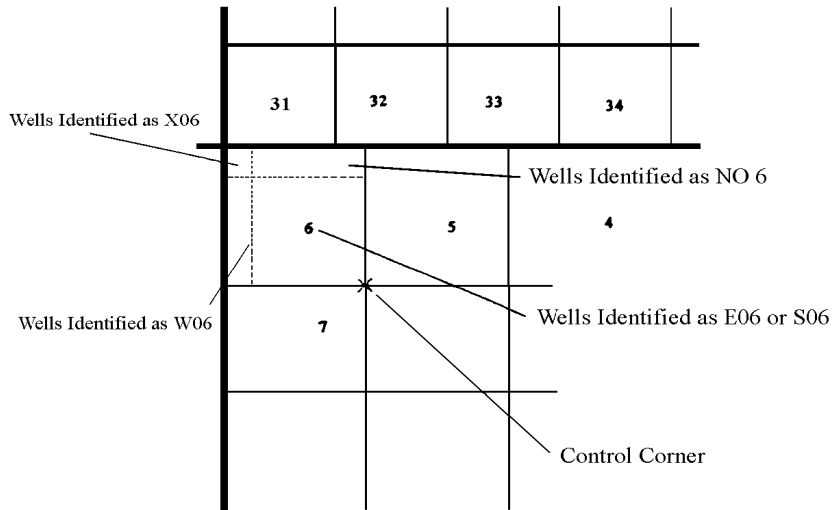 31
32
33
34
Wells Identified as X06
Wells Identified as NO 6
6
5
4
Wells Identified as W06
Wells Identified as E06 or S06
7
Control Corner